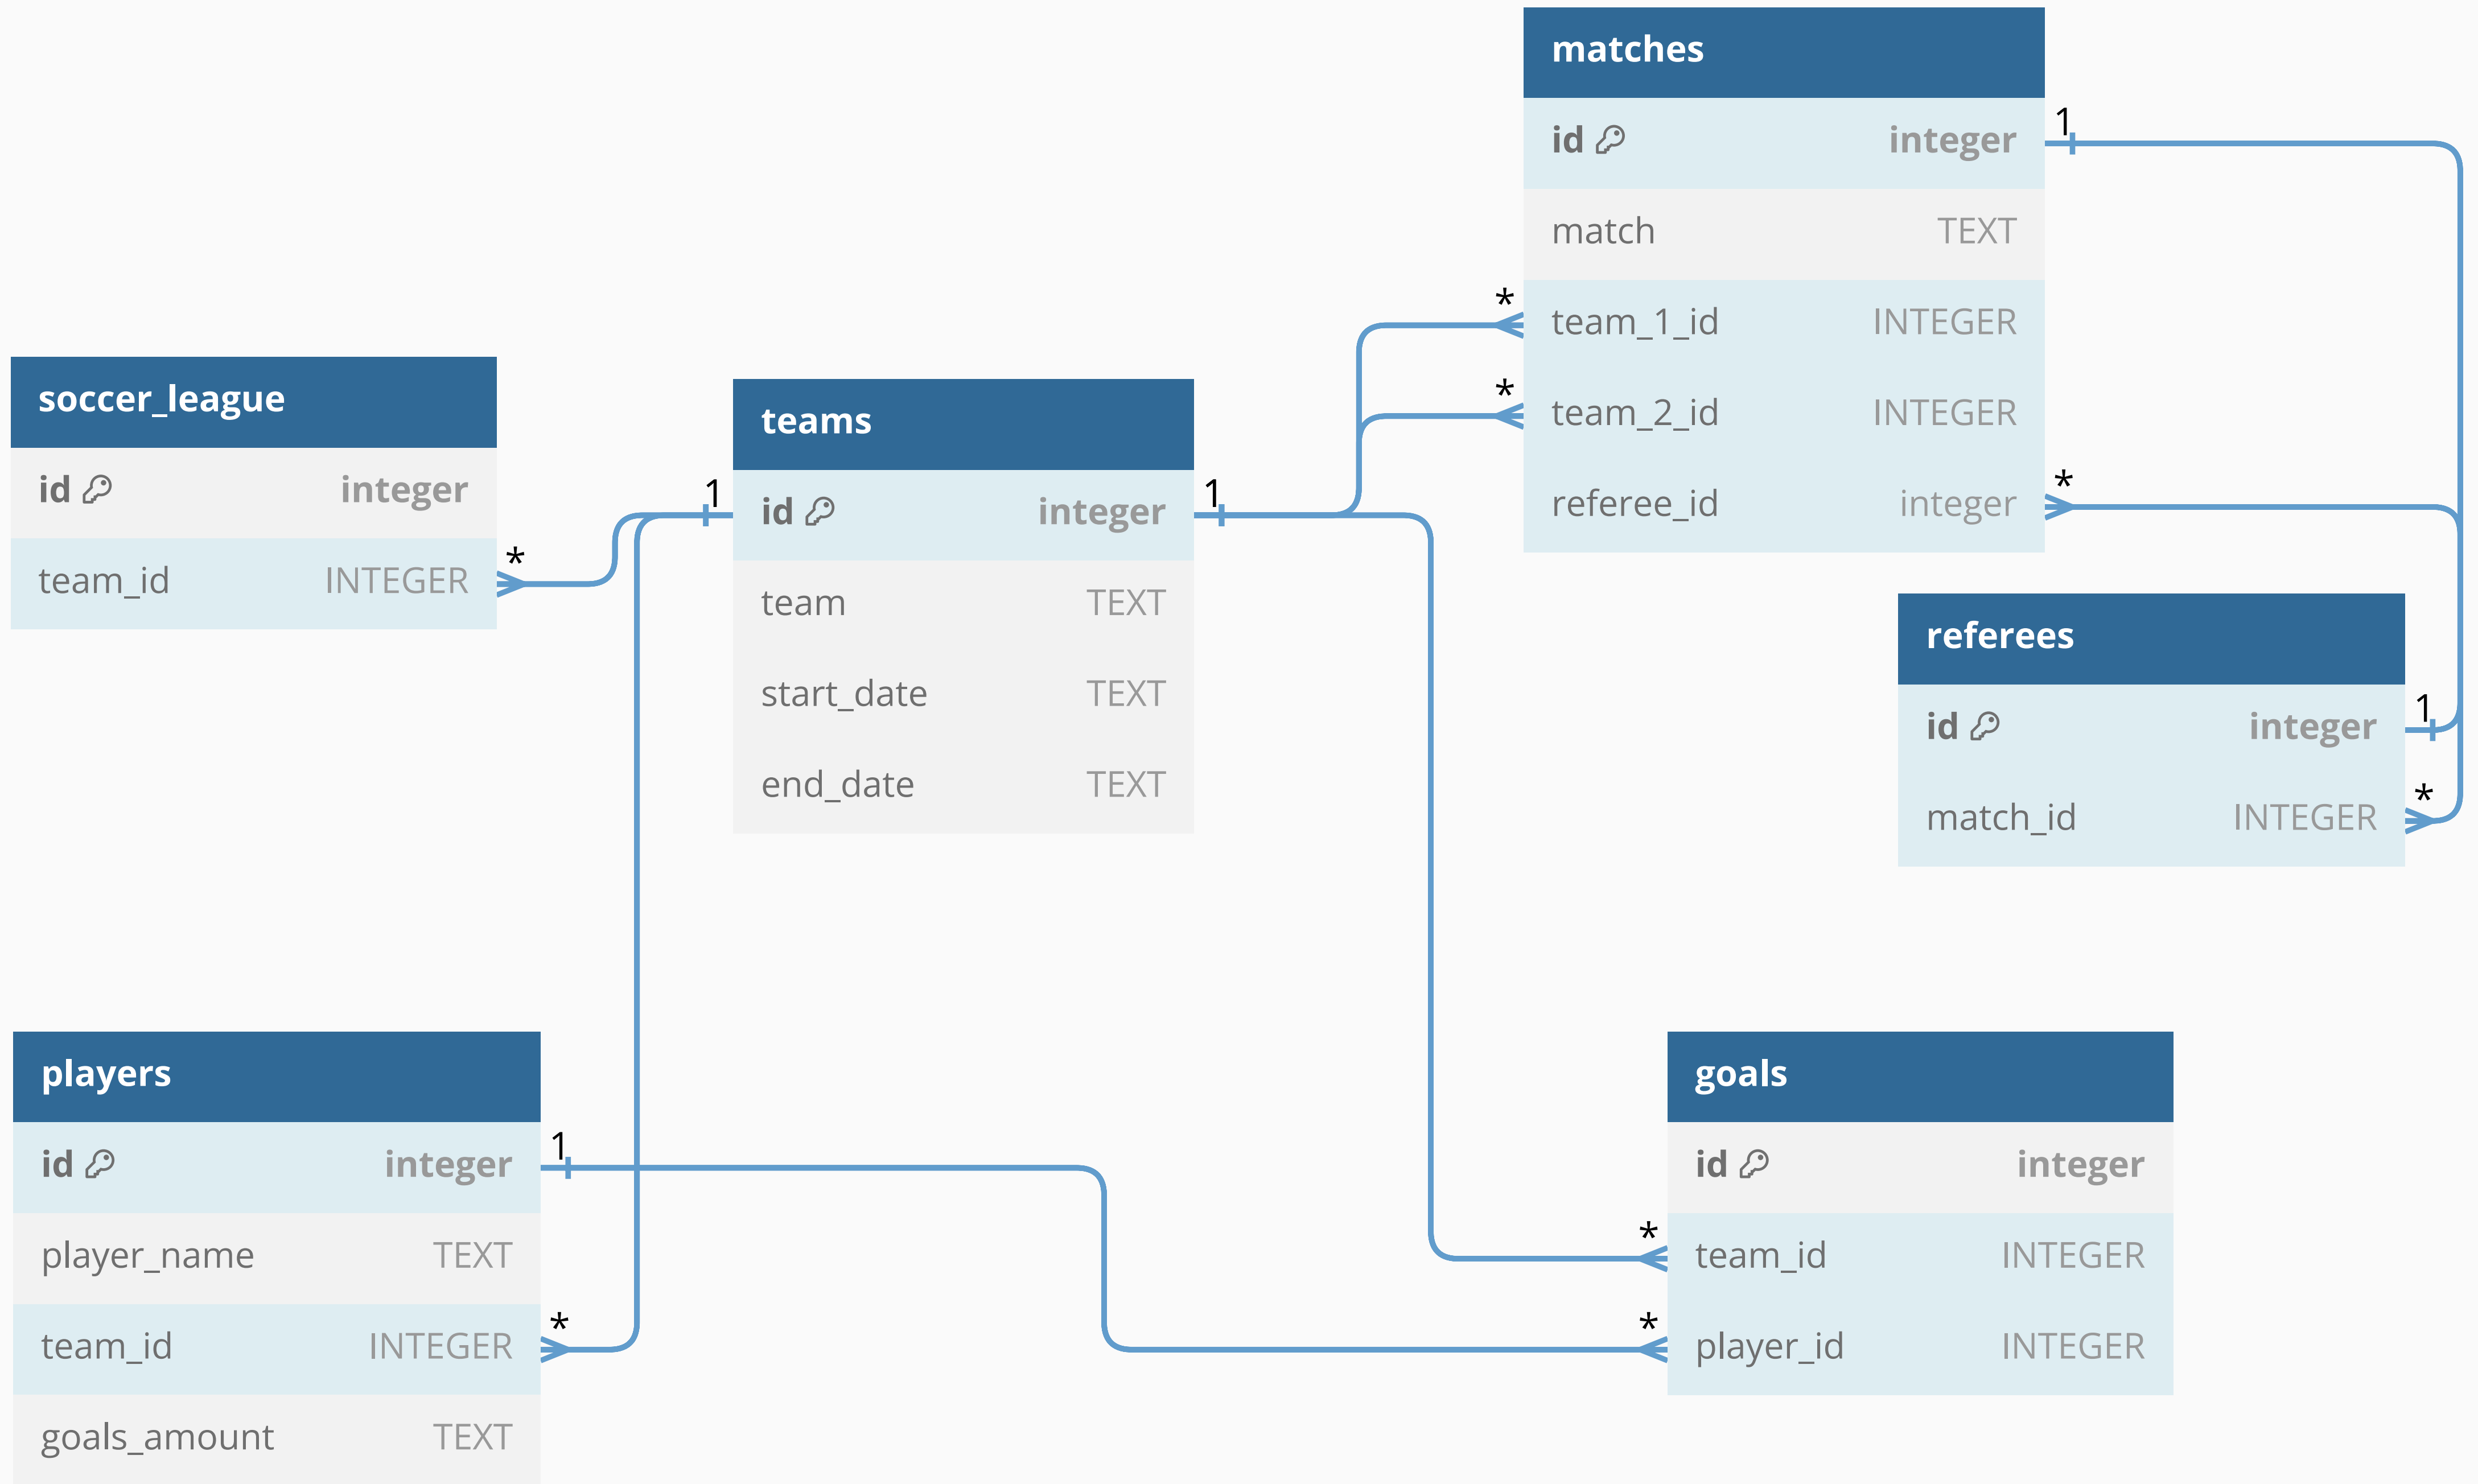 matches
id integer 1
match TEXT
* team_1_id INTEGER
* team_2_id INTEGER
referee_id integer *
soccer_league
id integer
team_id INTEGER *
teams
1 id integer 1
team TEXT
start_date TEXT
end_date TEXT
referees
id integer 1
match_id INTEGER *
players
id integer 1
player_name TEXT
team_id INTEGER *
goals_amount TEXT
goals
id integer
* team_id INTEGER
* player_id INTEGER